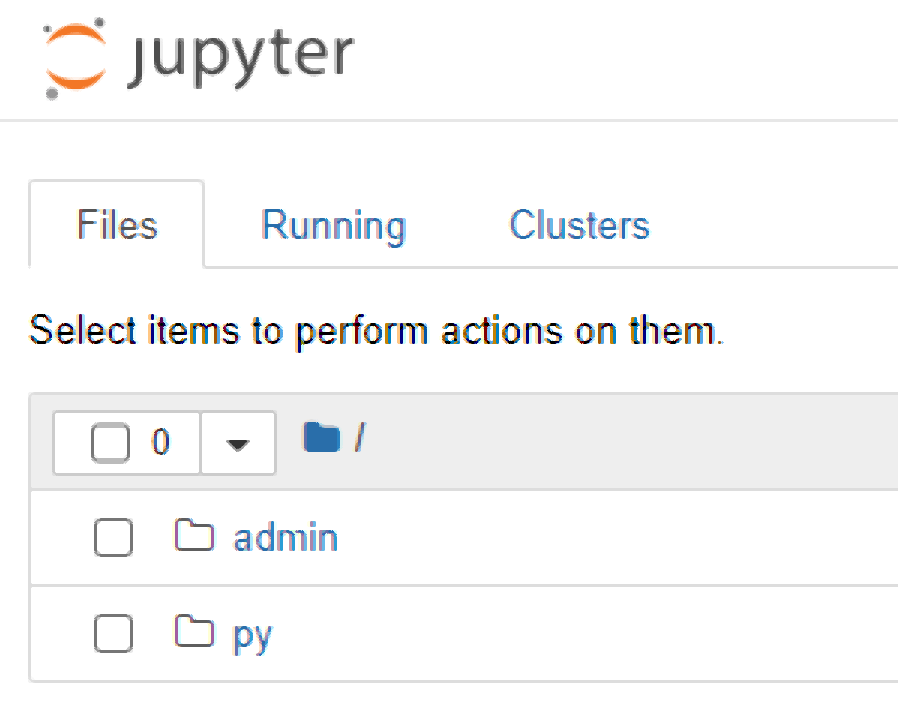 jupyter
Files Running Clusters
Select items to perform actions on them.
0 /
admin
py